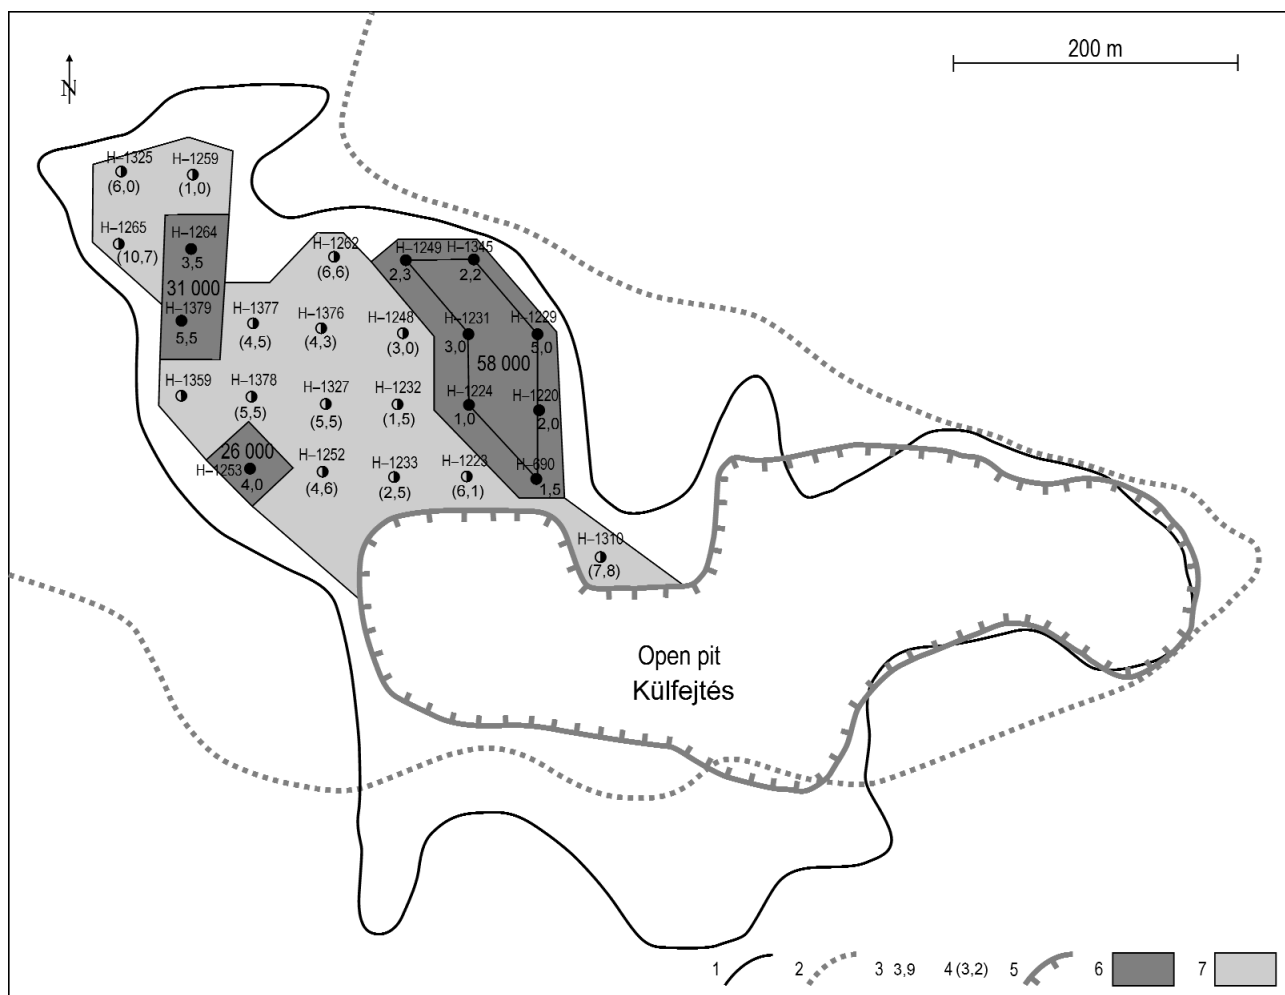 200 m
N
H–1325
(6,0)
H–1259
(1,0)
H–1265
(10,7)
H–1264
3,5
31 000
H–1379
5,5
H–1262
(6,6)
H–1249
2,3
H–1345
2,2
H–1377
(4,5)
H–1376
(4,3)
H–1248
(3,0)
H–1231
3,0
H–1229
5,0
58 000
H–1359
H–1378
(5,5)
H–1327
(5,5)
H–1232
(1,5)
H–1224
1,0
H–1220
2,0
26 000
H–1253
4,0
H–1252
(4,6)
H–1233
(2,5)
H–1223
(6,1)
H–690
1,5
H–1310
(7,8)
Open pit
Külfejtés
1 2 3 3,9 4 (3,2) 5 6 7